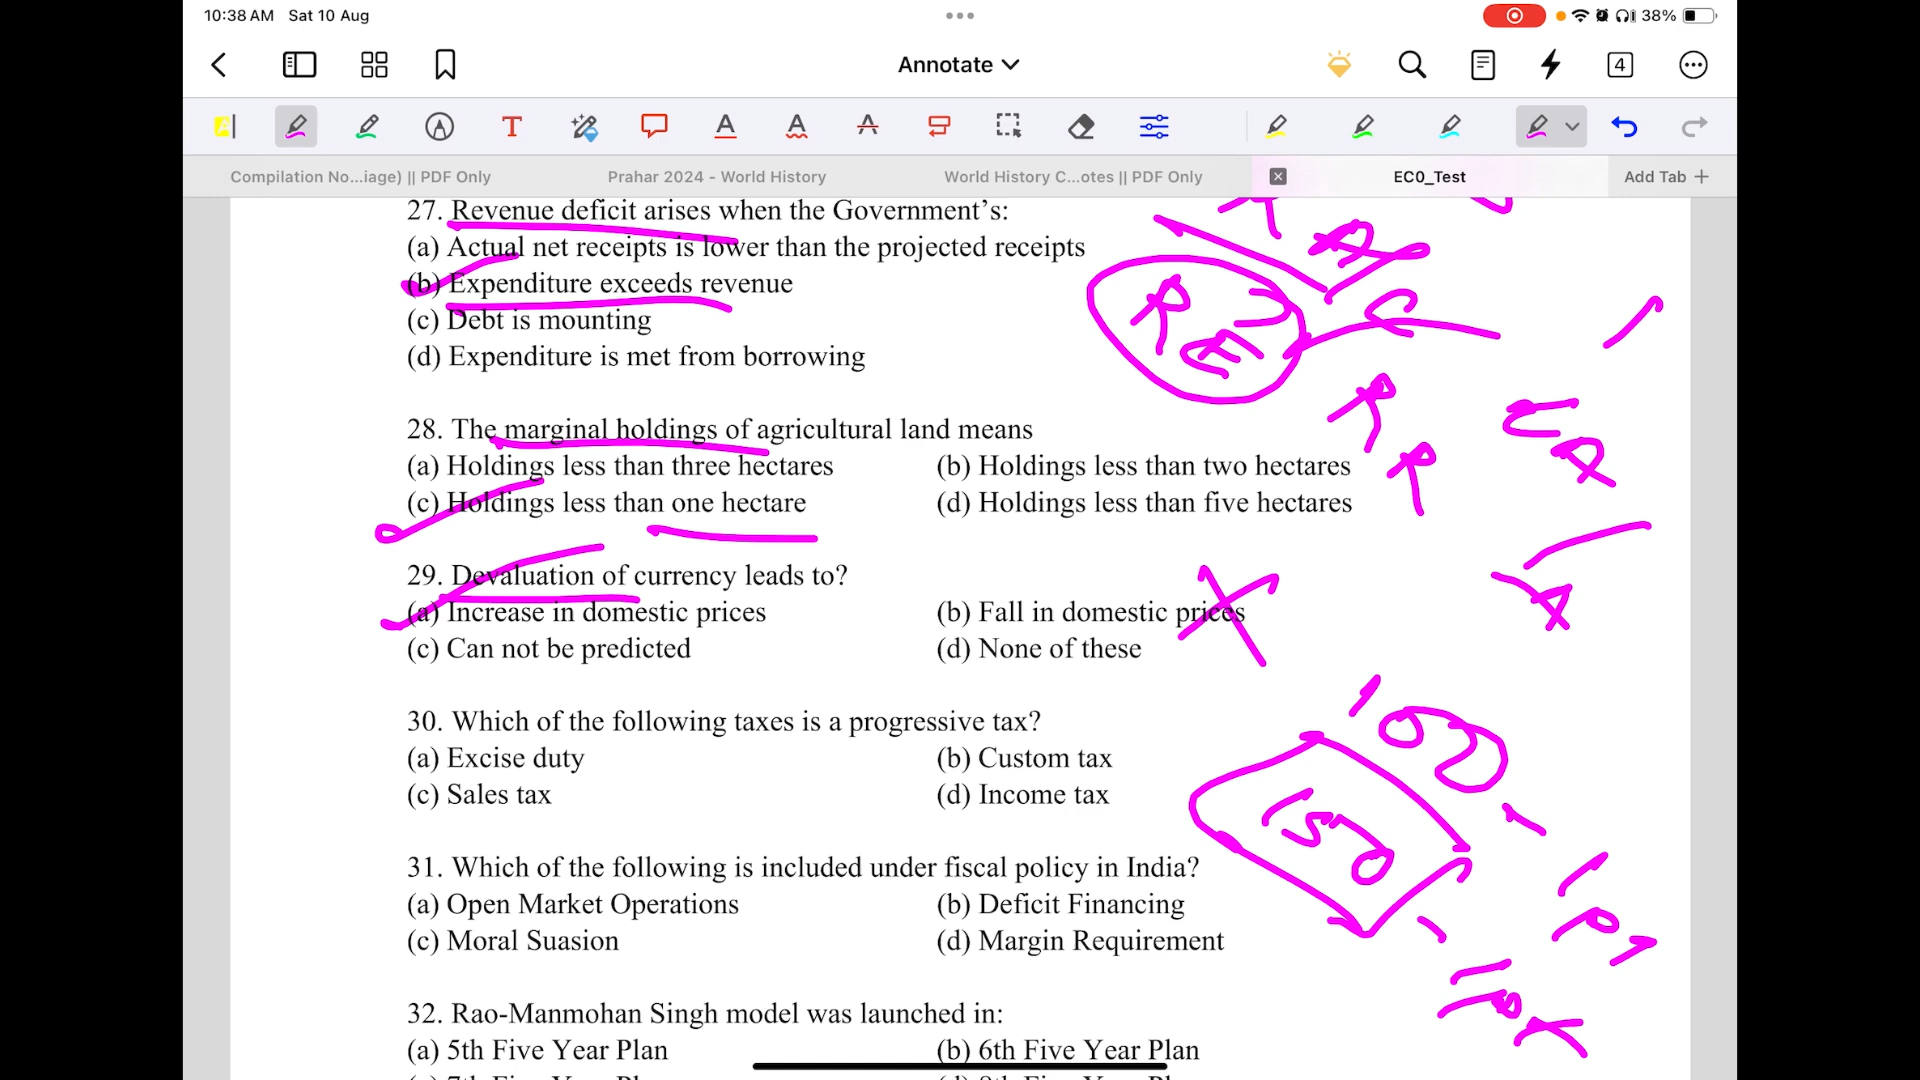 10:38 AM Sat 10 Aug
38%
Annotate
4
T A A A
Compilation No...iage) || PDF Only
Prahar 2024 - World History
World History C...otes || PDF Only
EC0_Test
Add Tab +
27. Revenue deficit arises when the Government's:
(a) Actual net receipts is lower than the projected receipts
(b) Expenditure exceeds revenue
(c) Debt is mounting
(d) Expenditure is met from borrowing
28. The marginal holdings of agricultural land means
(a) Holdings less than three hectares (b) Holdings less than two hectares
(c) Holdings less than one hectare (d) Holdings less than five hectares
29. Devaluation of currency leads to?
(a) Increase in domestic prices (b) Fall in domestic prices
(c) Can not be predicted (d) None of these
30. Which of the following taxes is a progressive tax?
(a) Excise duty (b) Custom tax
(c) Sales tax (d) Income tax
31. Which of the following is included under fiscal policy in India?
(a) Open Market Operations (b) Deficit Financing
(c) Moral Suasion (d) Margin Requirement
32. Rao-Manmohan Singh model was launched in:
(a) 5th Five Year Plan (b) 6th Five Year Plan
100
150